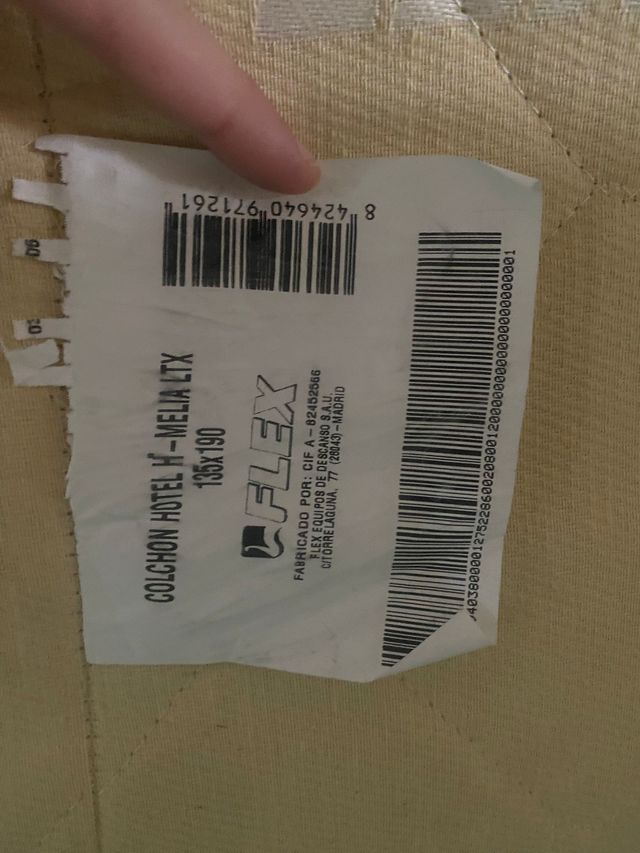 COLCHON HOTEL Hº-MELIA LTX
135x190
FLEX
FABRICADO POR: CIF A-82452566
FLEX EQUIPOS DE DESCANSO S.A.U.
C/TORRELAGUNA, 77 (28043)-MADRID
8 424640 971261